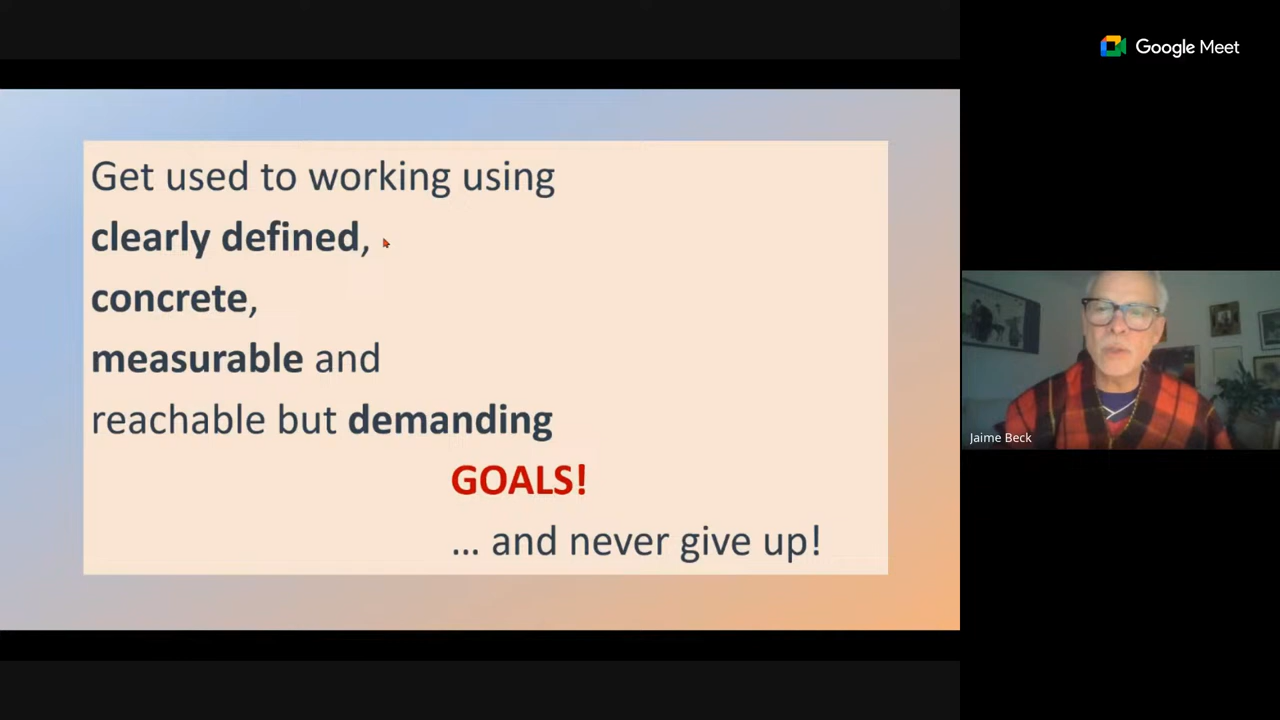 Google Meet
Get used to working using
clearly defined,
concrete,
measurable and
reachable but demanding
GOALS!
... and never give up!
Jaime Beck